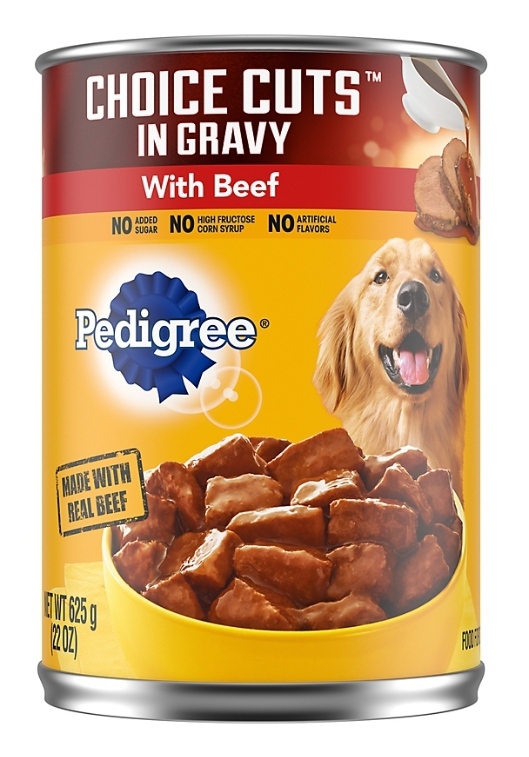 CHOICE CUTS™
IN GRAVY
With Beef
NO ADDED SUGAR NO HIGH FRUCTOSE CORN SYRUP NO ARTIFICIAL FLAVORS
Pedigree®
MADE WITH
REAL BEEF
WT 625 g
(22 OZ)
FOOD